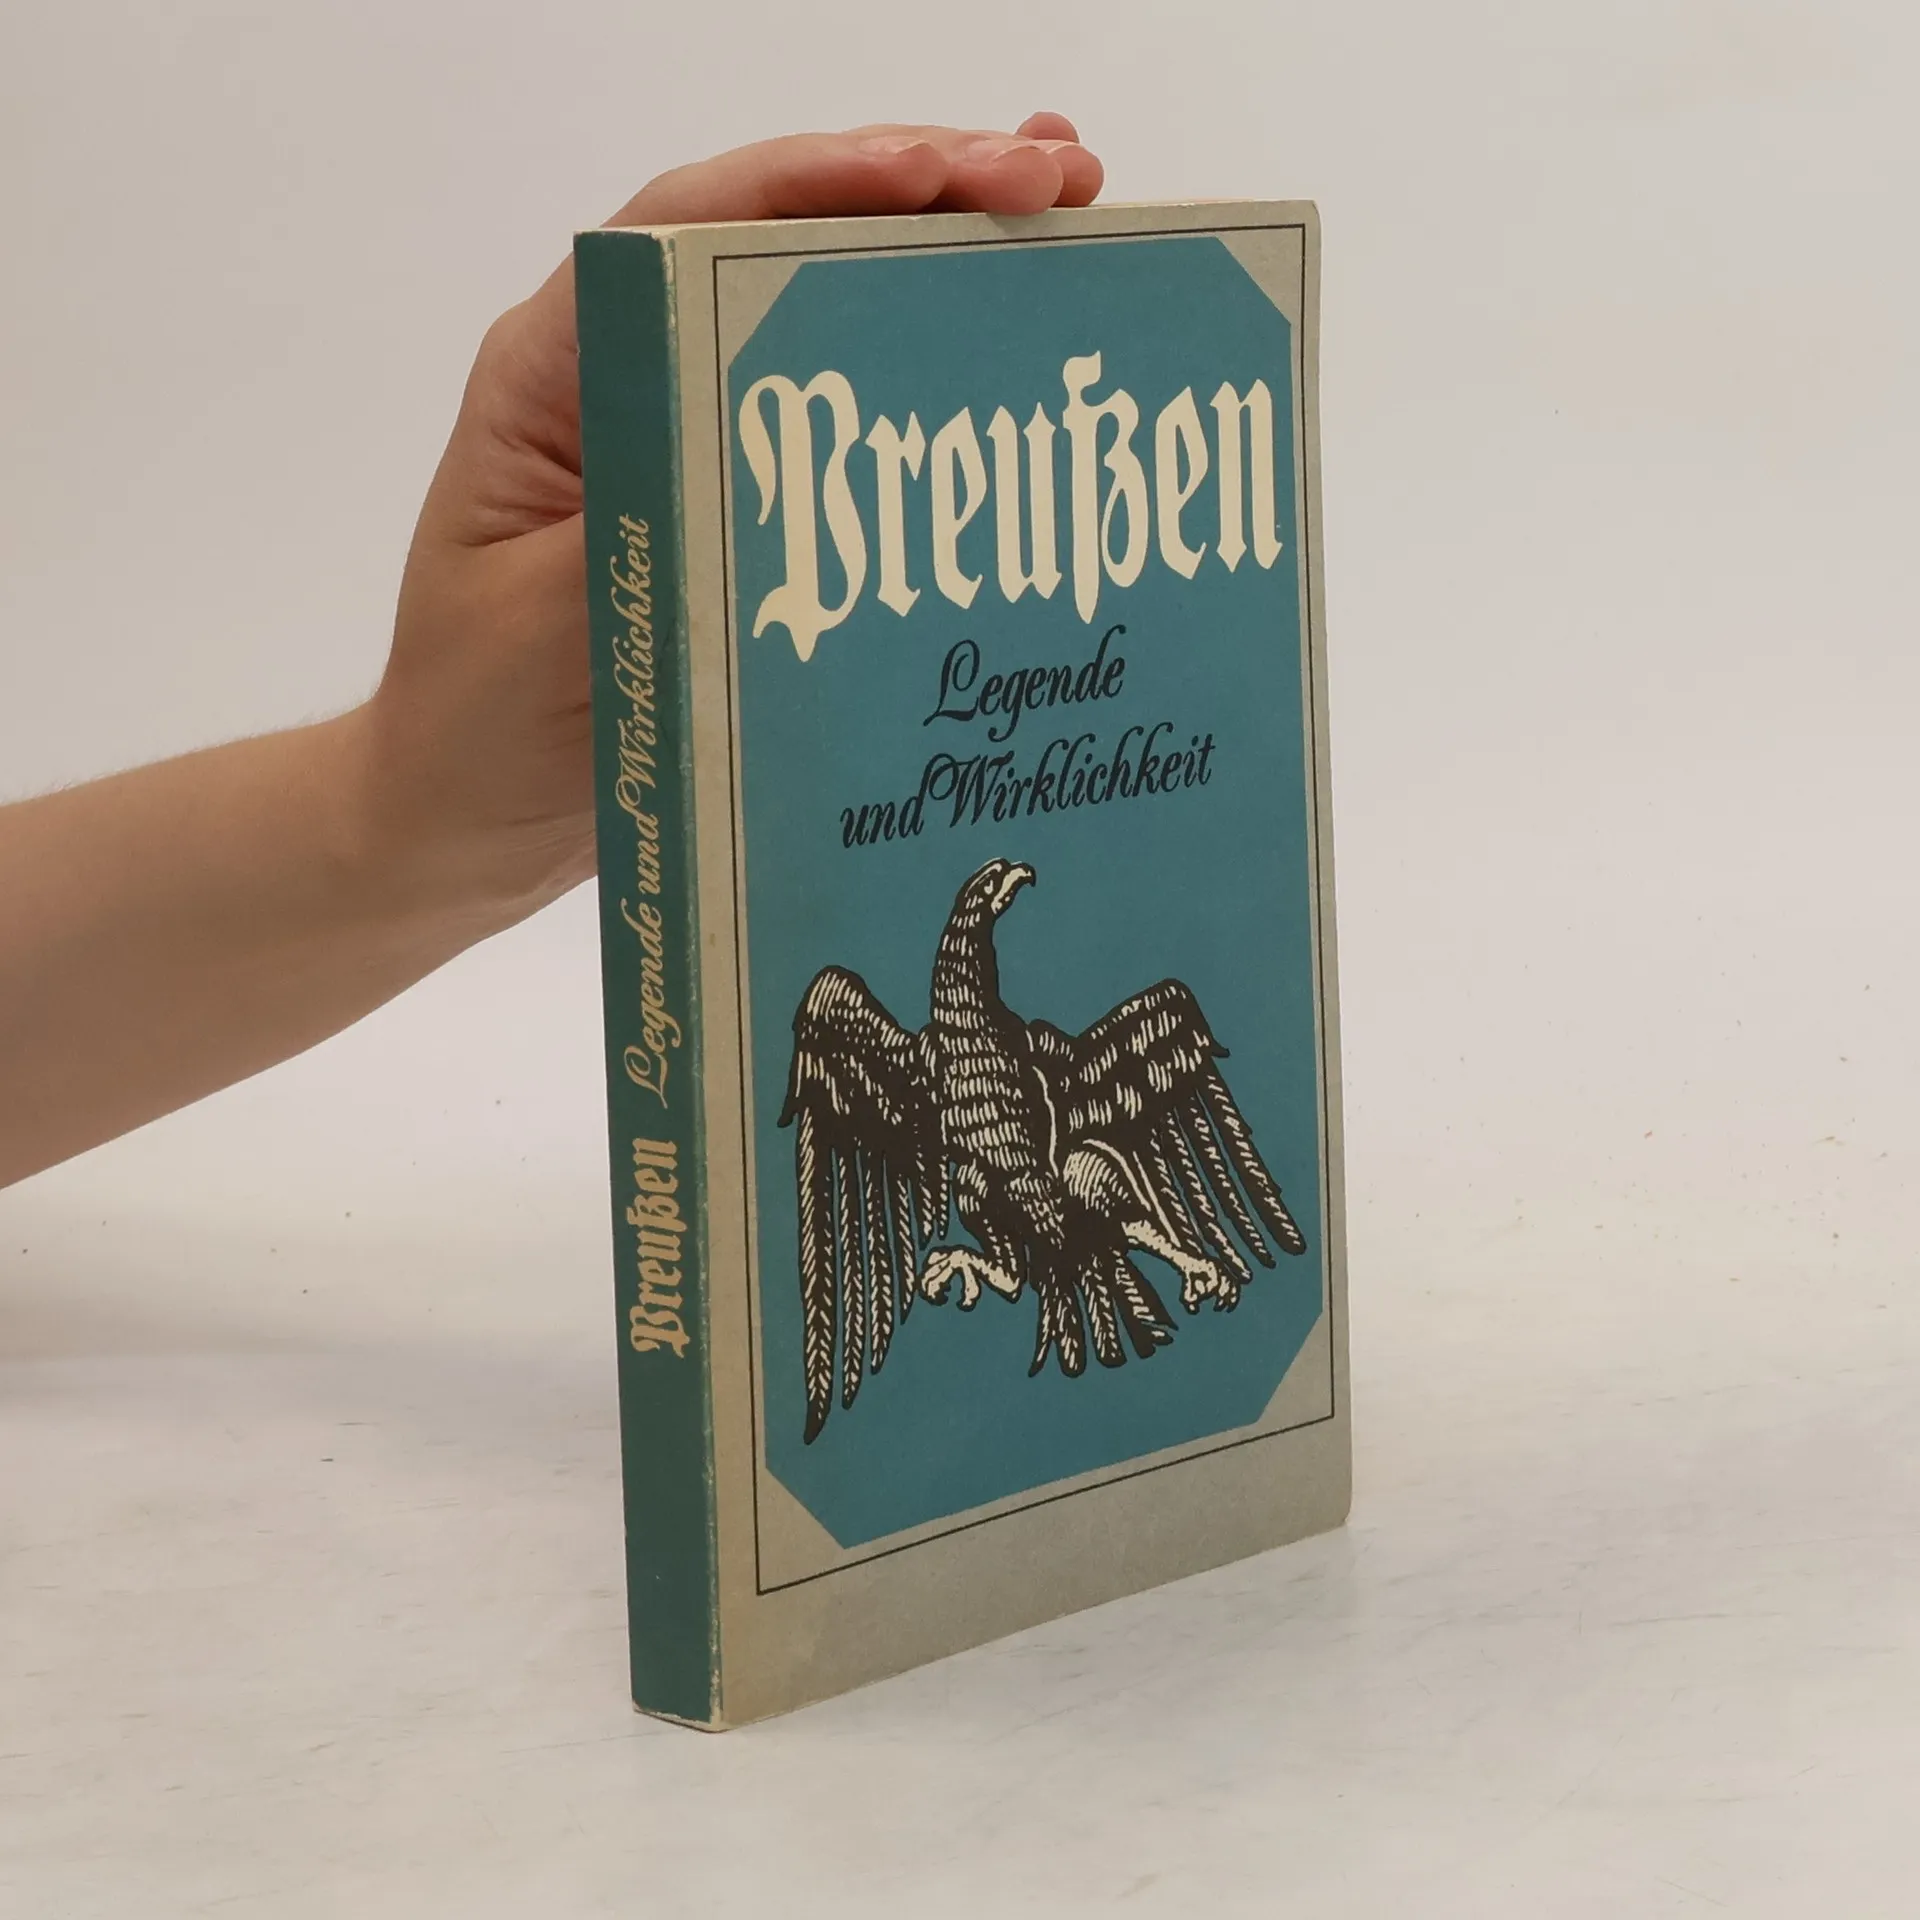 Preußen
Legende
und Wirklichkeit
Preußen Legende und Wirklichkeit